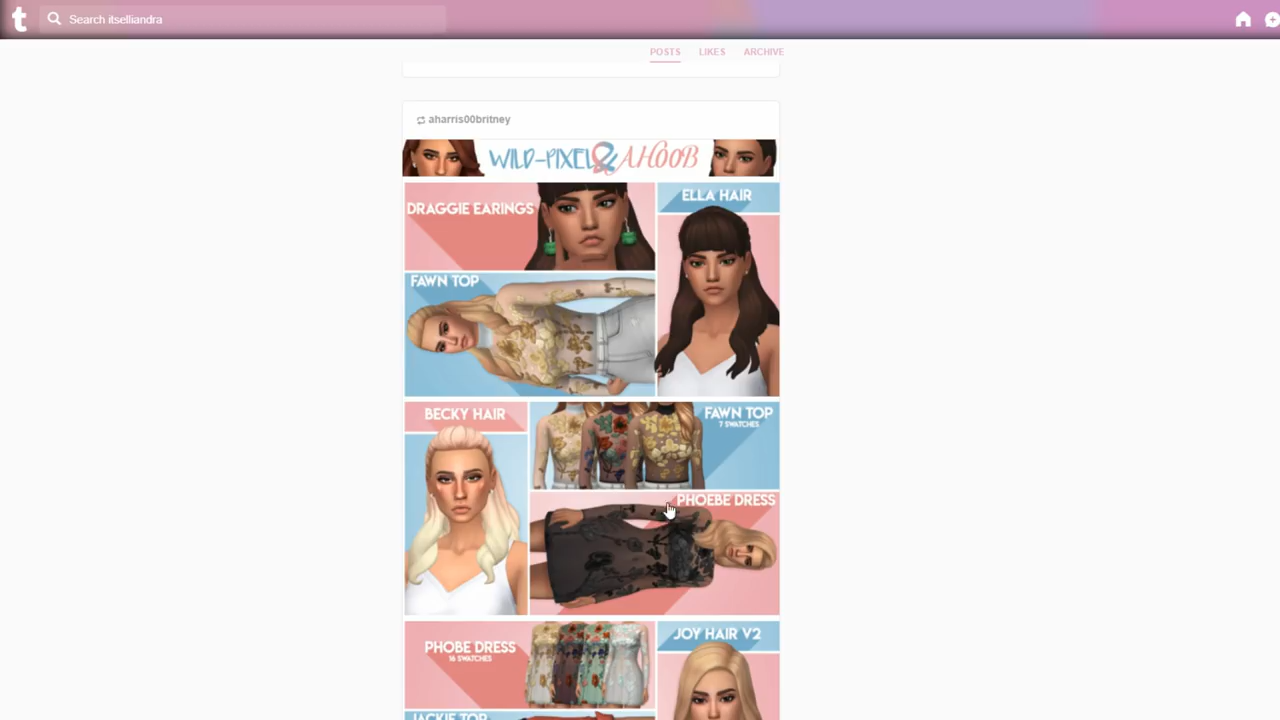 t
Search itselliandra
POSTS LIKES ARCHIVE
aharris00britney
WILD-PIXEL & AH00B
DRAGGIE EARINGS
ELLA HAIR
FAWN TOP
BECKY HAIR
FAWN TOP
7 SWATCHES
PHOEBE DRESS
PHOBE DRESS
16 SWATCHES
JOY HAIR V2
JACKIE TOP